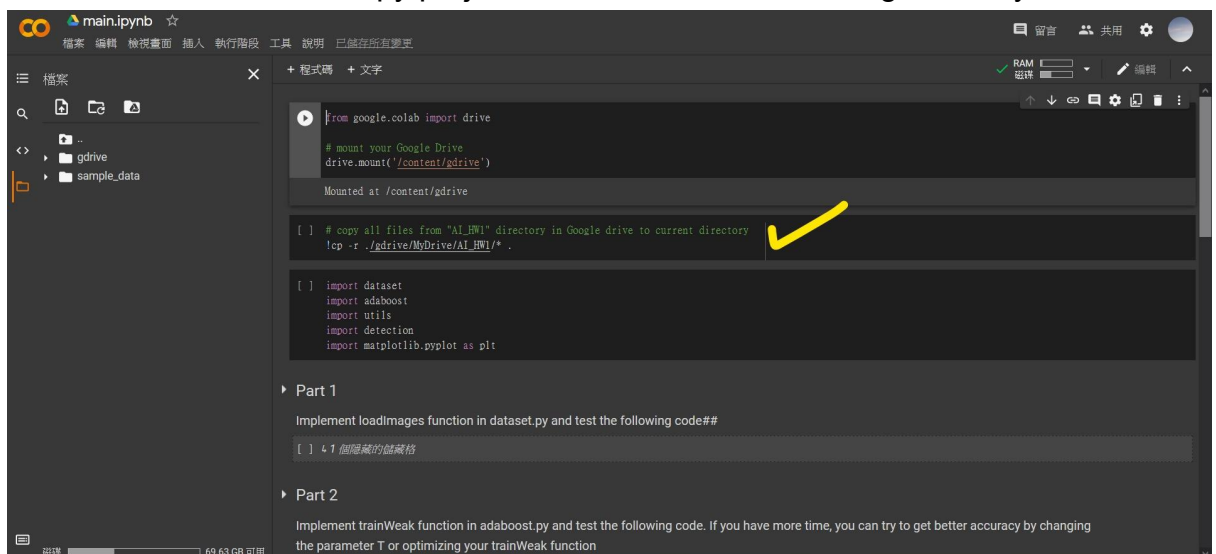 main.ipynb
檔案 編輯 檢視畫面 插入 執行階段 工具 說明 已儲存所有變更
留言 共用
檔案
+ 程式碼 + 文字
RAM
磁碟
編輯
..
gdrive
sample_data
from google.colab import drive
# mount your Google Drive
drive.mount('/content/gdrive')
Mounted at /content/gdrive
[ ] # copy all files from "AI_HW1" directory in Google drive to current directory
!cp -r ./gdrive/MyDrive/AI_HW1/* .
[ ] import dataset
import adaboost
import utils
import detection
import matplotlib.pyplot as plt
Part 1
Implement loadImages function in dataset.py and test the following code##
[ ] ↳ 1 個隱藏的儲藏格
Part 2
Implement trainWeak function in adaboost.py and test the following code. If you have more time, you can try to get better accuracy by changing
the parameter T or optimizing your trainWeak function
磁碟 69.63 GB 可用